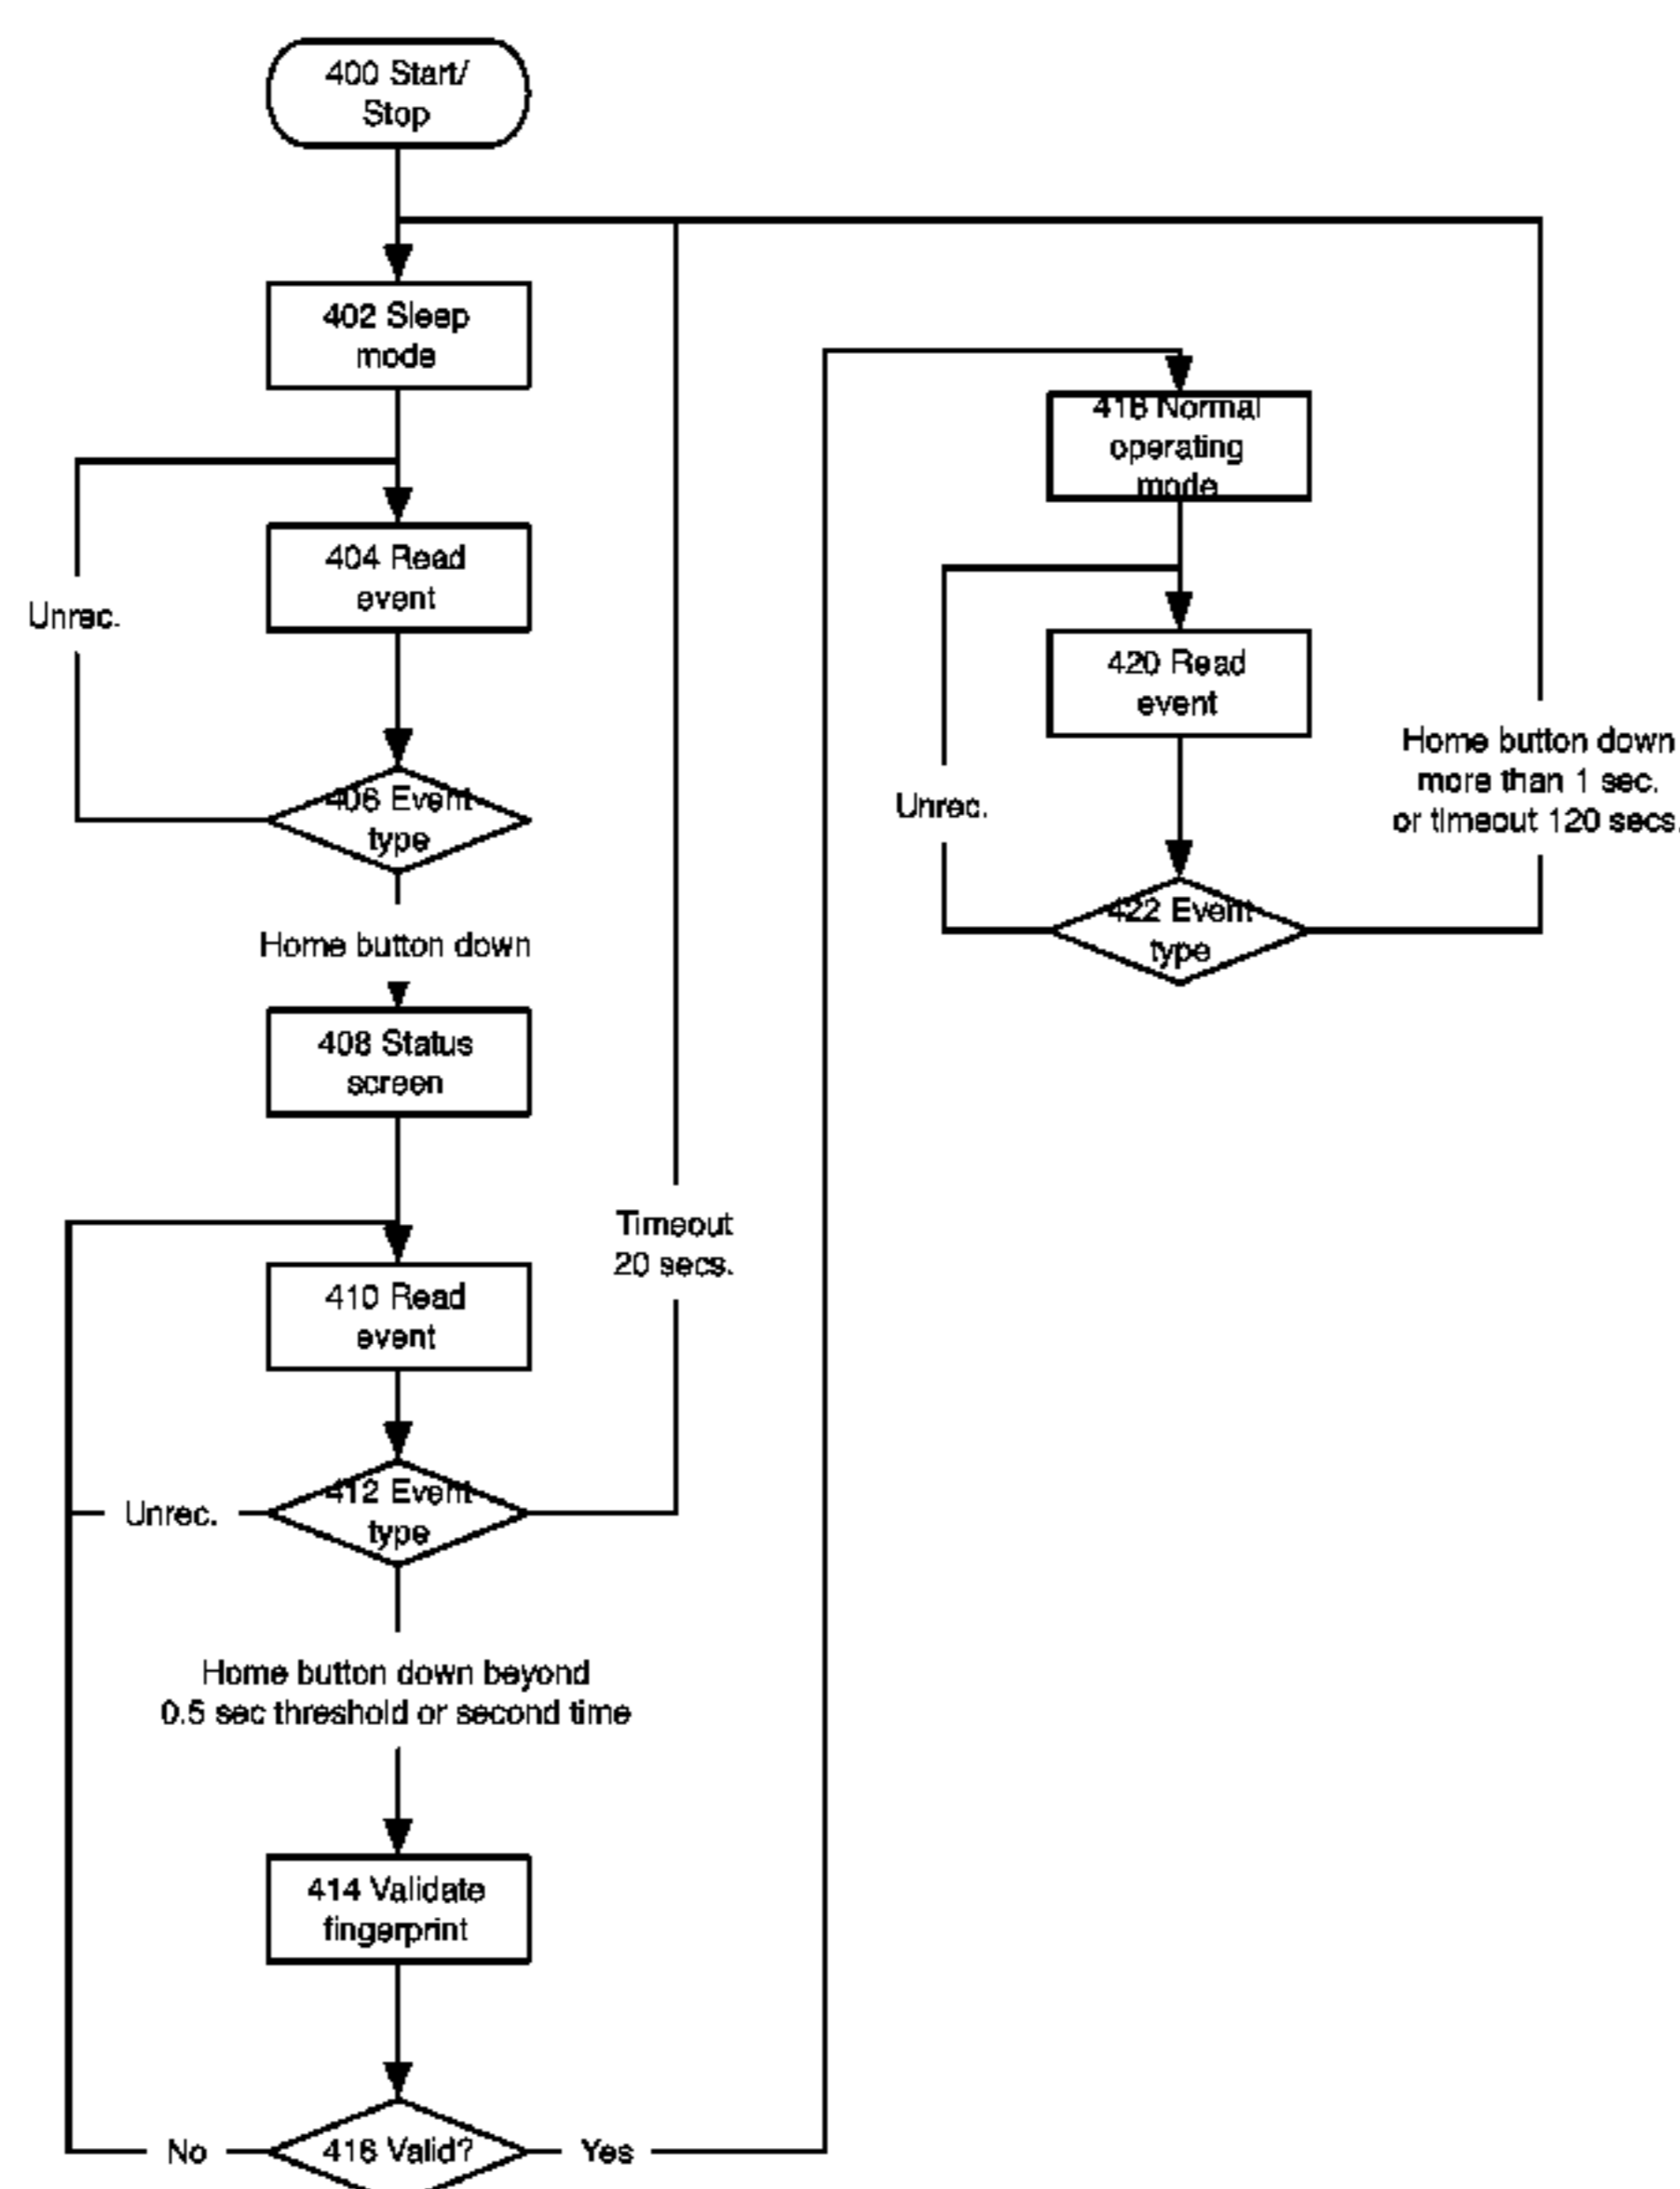 400 Start/
Stop
402 Sleep
mode
404 Read
event
Unrec.
406 Event
type
Home button down
408 Status
screen
410 Read
event
Timeout
20 secs.
412 Event
type
Unrec.
Home button down beyond
0.5 sec threshold or second time
414 Validate
fingerprint
416 Valid?
No
Yes
418 Normal
operating
mode
420 Read
event
Unrec.
422 Event
type
Home button down
more than 1 sec.
or timeout 120 secs.